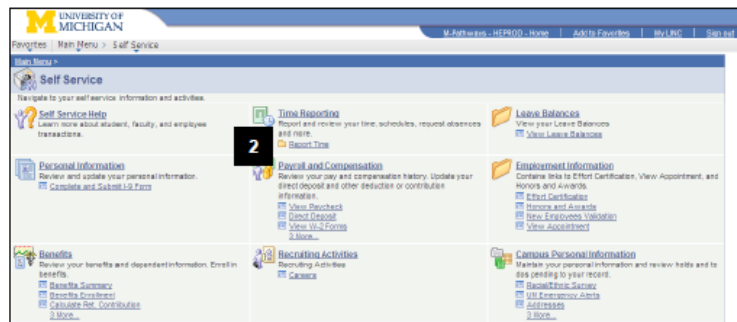 UNIVERSITY OF
MICHIGAN
M-Pathways - HEPROD - Home | Add to Favorites | My LINC | Sign out
Favorites | Main Menu > Self Service
Main Menu >
Self Service
Navigate to your self service information and activities.
Self Service Help
Learn more about student, faculty, and employee
transactions.
Time Reporting
Report and review your time, schedules, request absences
and more.
Report Time
Leave Balances
View your Leave Balances
View Leave Balances
2
Personal Information
Review and update your personal information.
Complete and Submit I-9 Form
Payroll and Compensation
Review your pay and compensation history. Update your
direct deposit and other deduction or contribution
information.
View Paycheck
Direct Deposit
View W-2 Forms
3 More...
Employment Information
Contains links to Effort Certification, View Appointment, and
Honors and Awards.
Effort Certification
Honors and Awards
New Employees Validation
View Appointment
Benefits
Review your benefits and dependent information. Enroll in
benefits.
Benefits Summary
Benefits Enrollment
Calculate Ret. Contribution
3 More...
Recruiting Activities
Recruiting Activities
Careers
Campus Personal Information
Maintain your personal information and review holds and to
dos pending to your record.
Racial/Ethnic Survey
UM Emergency Alerts
Addresses
3 More...